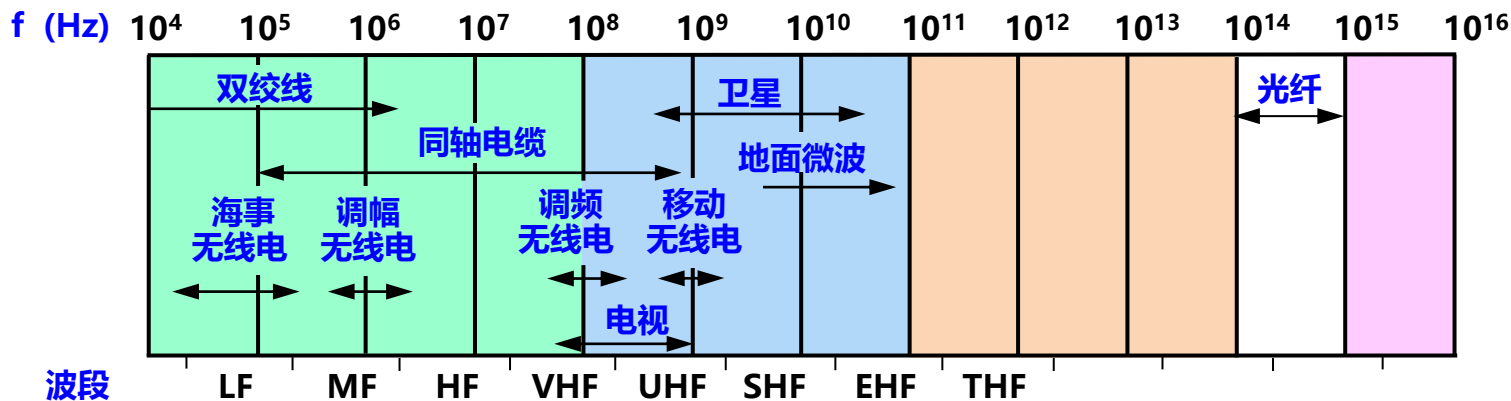 f (Hz) 10⁴ 10⁵ 10⁶ 10⁷ 10⁸ 10⁹ 10¹⁰ 10¹¹ 10¹² 10¹³ 10¹⁴ 10¹⁵ 10¹⁶
双绞线 卫星 光纤
同轴电缆 地面微波
海事 调幅 调频 移动
无线电 无线电 无线电 无线电
电视
波段 LF MF HF VHF UHF SHF EHF THF